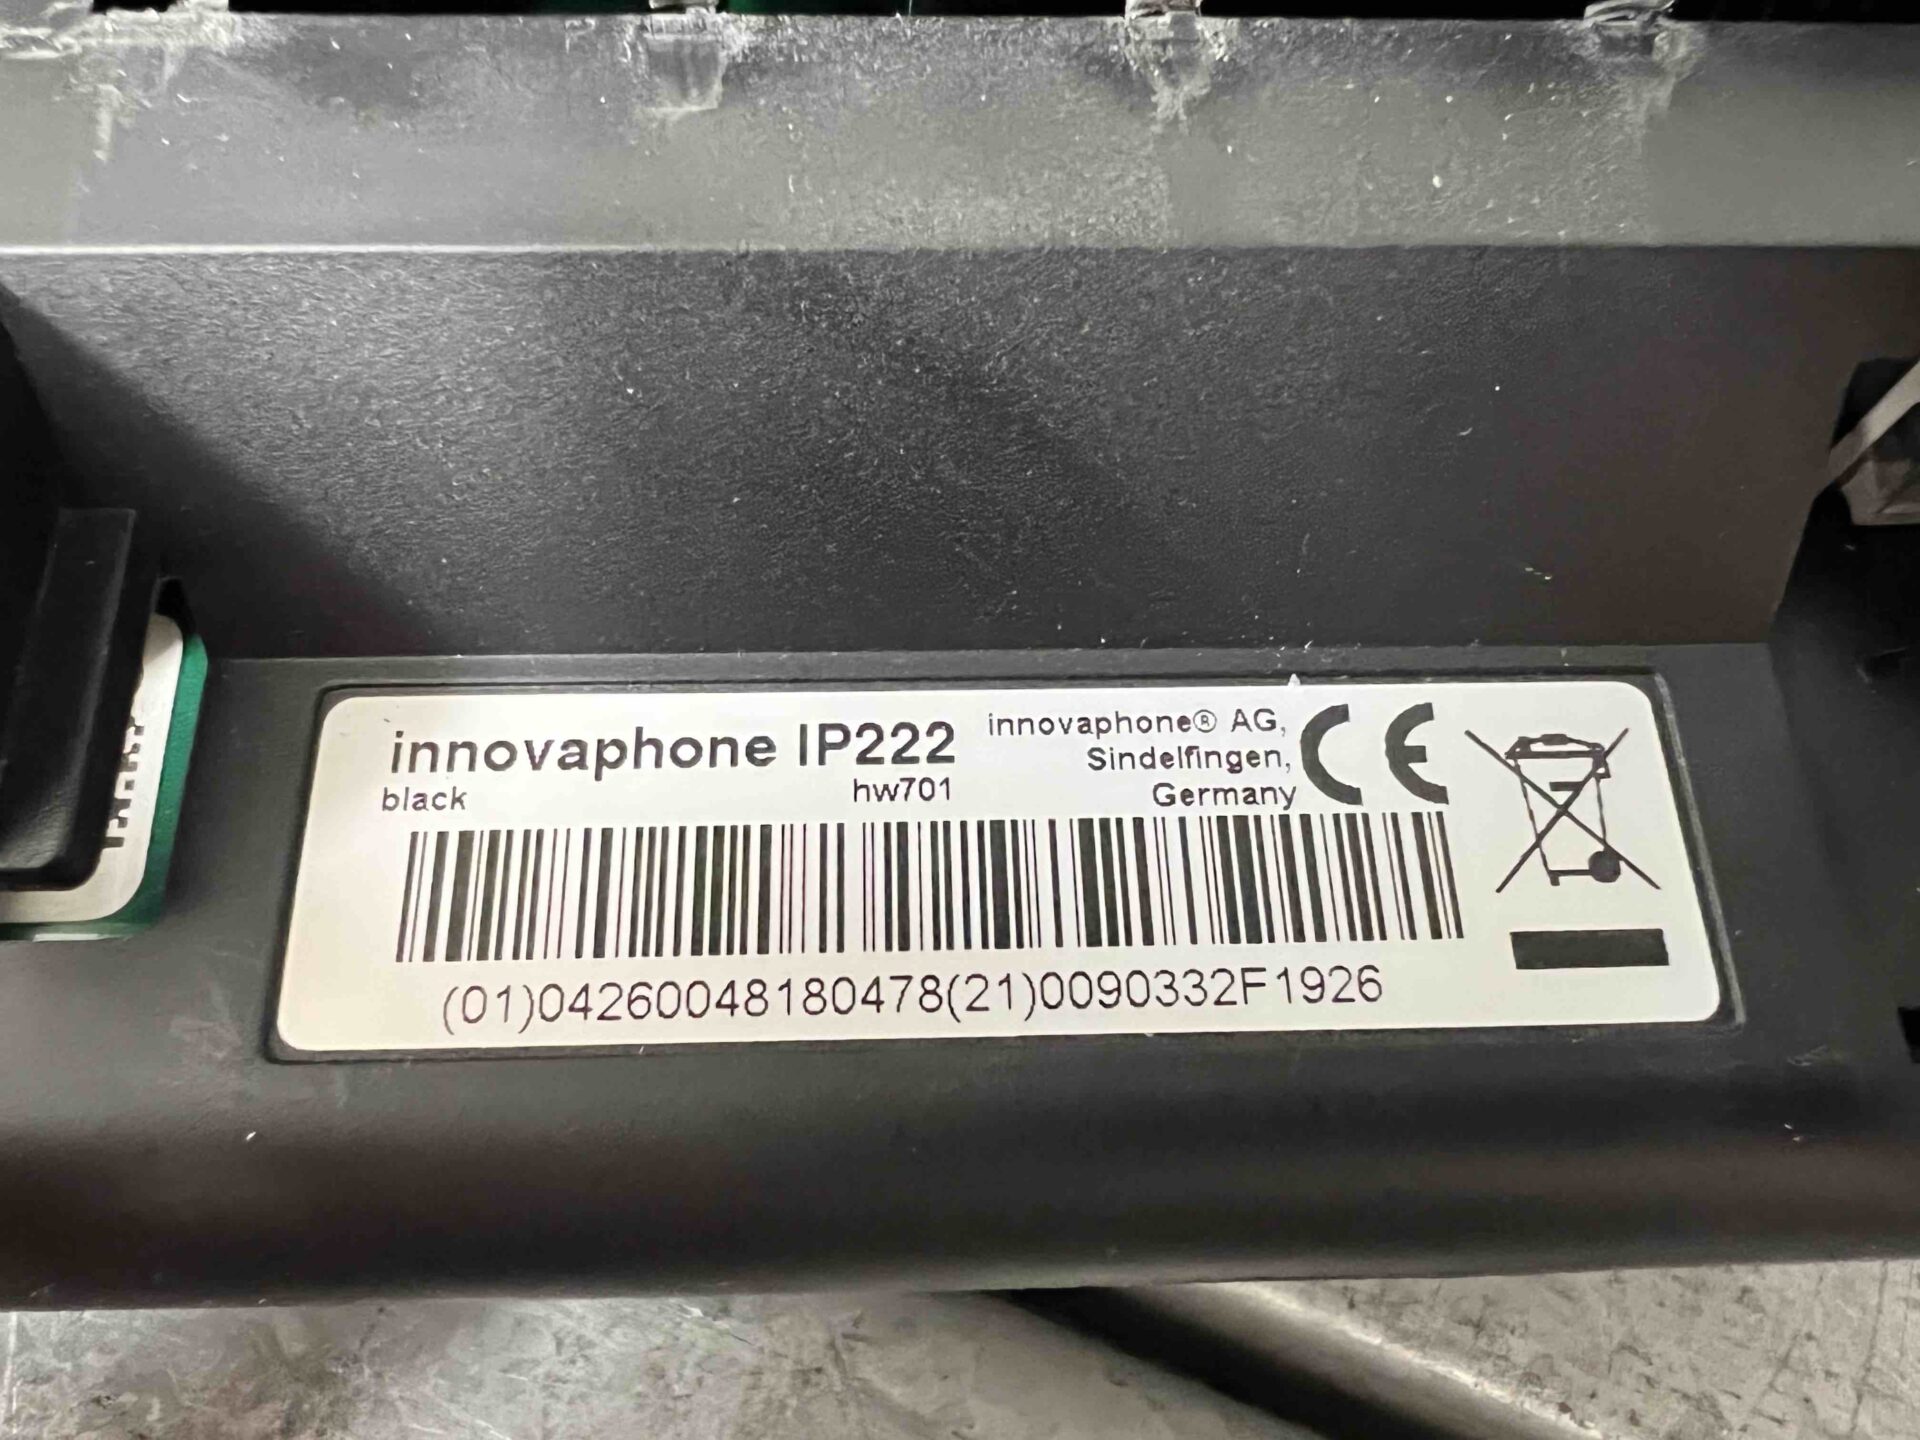 innovaphone IP222
black
hw701
innovaphone® AG,
Sindelfingen,
Germany
CE
(01)04260048180478(21)0090332F1926